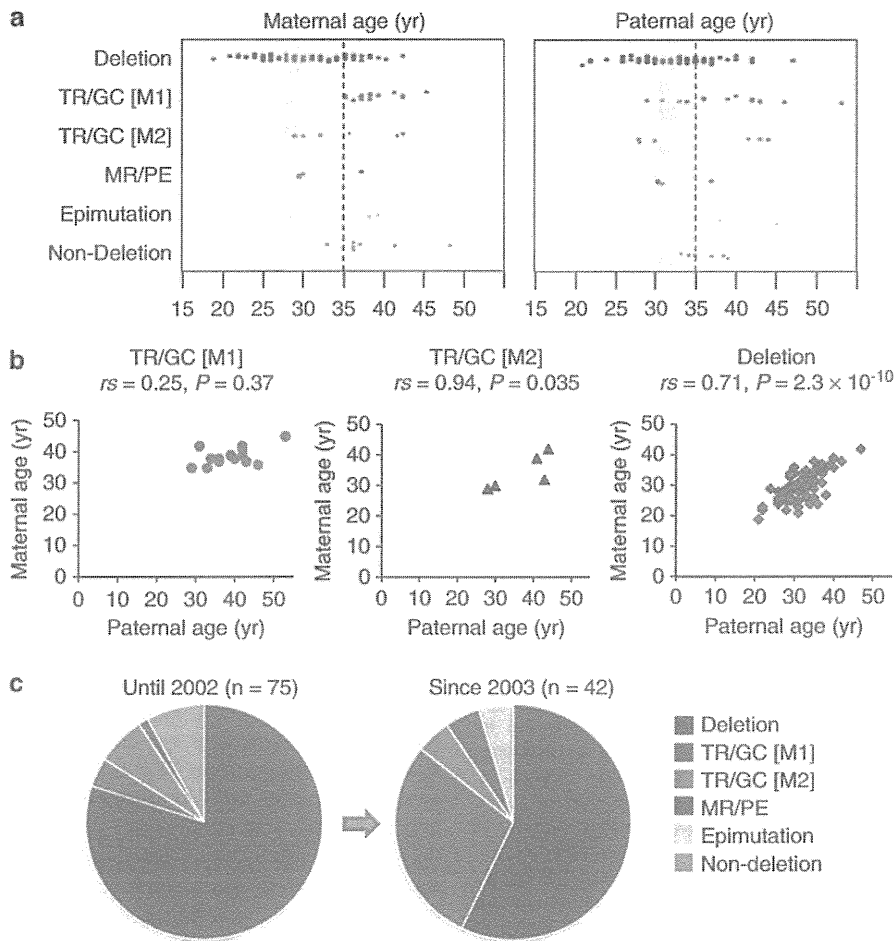 a
Maternal age (yr) Paternal age (yr)
Deletion
TR/GC [M1]
TR/GC [M2]
MR/PE
Epimutation
Non-Deletion
15 20 25 30 35 40 45 50 15 20 25 30 35 40 45 50
b
TR/GC [M1] TR/GC [M2] Deletion
rs = 0.25, P = 0.37 rs = 0.94, P = 0.035 rs = 0.71, P = 2.3 × 10⁻¹⁰
Maternal age (yr) Maternal age (yr) Maternal age (yr)
50 50 50
40 40 40
30 30 30
20 20 20
10 10 10
0 0 0
0 10 20 30 40 50 0 10 20 30 40 50 0 10 20 30 40 50
Paternal age (yr) Paternal age (yr) Paternal age (yr)
c
Until 2002 (n = 75) Since 2003 (n = 42)
Deletion
TR/GC [M1]
TR/GC [M2]
MR/PE
Epimutation
Non-deletion